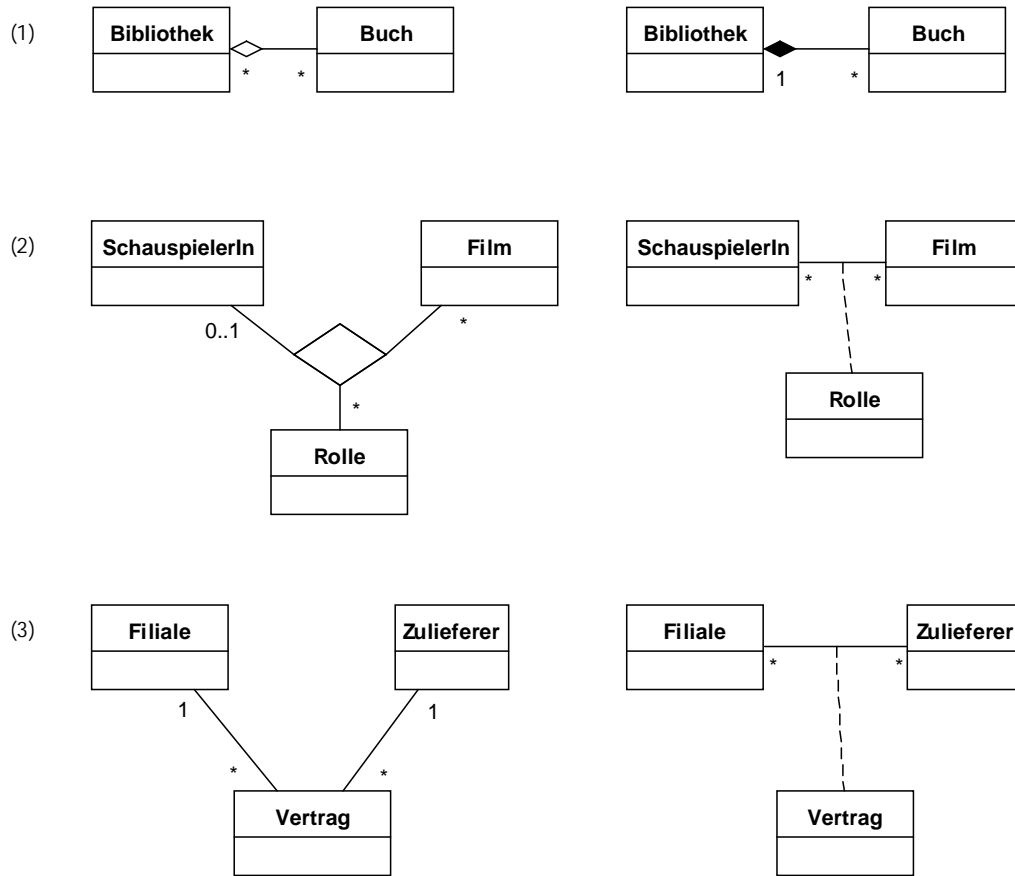 (1)
Bibliothek
Buch
*
*
Bibliothek
Buch
1
*
(2)
SchauspielerIn
Film
0..1
*
*
Rolle
SchauspielerIn
Film
*
*
Rolle
(3)
Filiale
Zulieferer
1
1
*
*
Vertrag
Filiale
Zulieferer
*
*
Vertrag